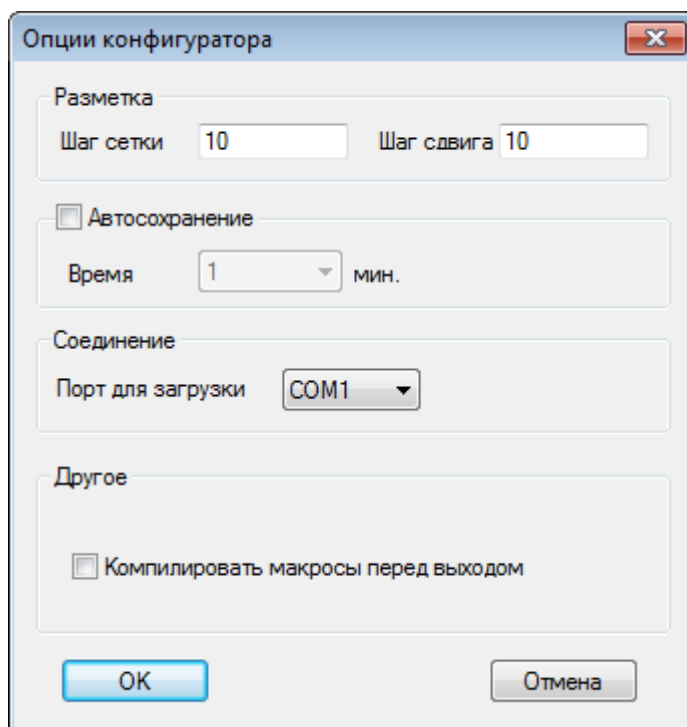 Опции конфигуратора
Разметка
Шаг сетки 10 Шаг сдвига 10
Автосохранение
Время 1 мин.
Соединение
Порт для загрузки COM1
Другое
Компилировать макросы перед выходом
OK Отмена